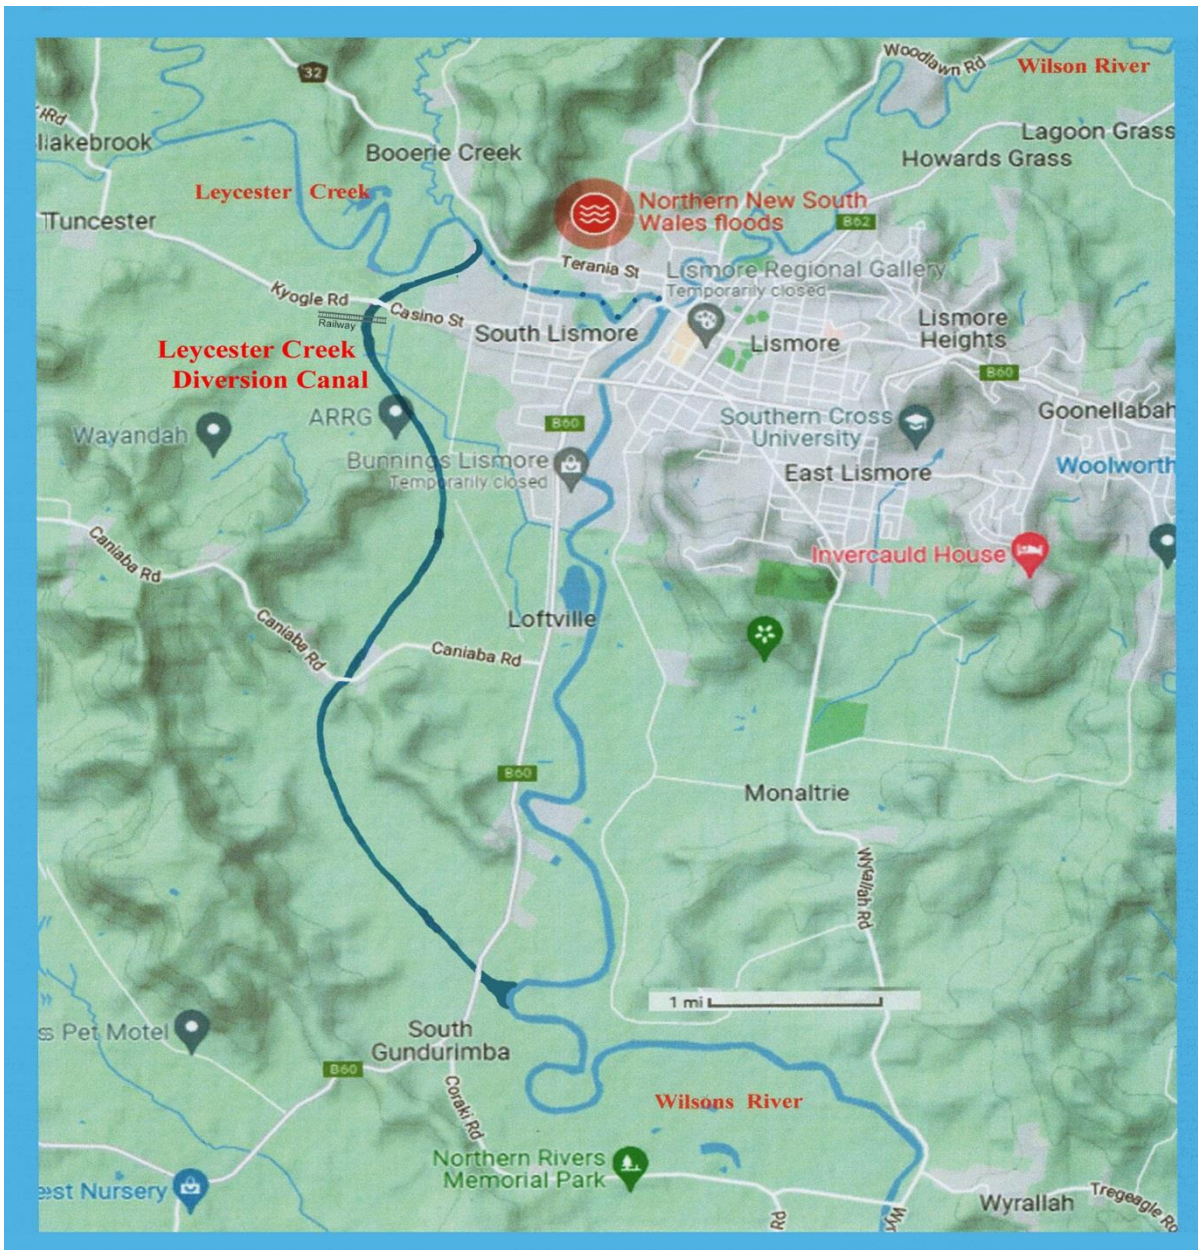 Woodlawn Rd
Wilson River
32
Lagoon Grass
Booerie Creek
Howards Grass
Leycester Creek
Northern New South
Wales floods
Tuncester
B62
Terania St
Lismore Regional Gallery
Temporarily closed
Kyogle Rd
Casino St
Railway
South Lismore
Lismore
Lismore
Heights
Leycester Creek
Diversion Canal
B60
ARRG
Wayandah
B60
Southern Cross
University
Goonellabah
Bunnings Lismore
Temporarily closed
East Lismore
Woolworth
Caniaba Rd
Invercauld House
Loftville
Caniaba Rd
Caniaba Rd
B60
Monaltrie
Wyrallah Rd
1 mi
s Pet Motel
South
Gundurimba
B60
Coraki Rd
Wilsons River
Northern Rivers
Memorial Park
est Nursery
Wyrallah
Tregeagle Ro
Rd
Wy